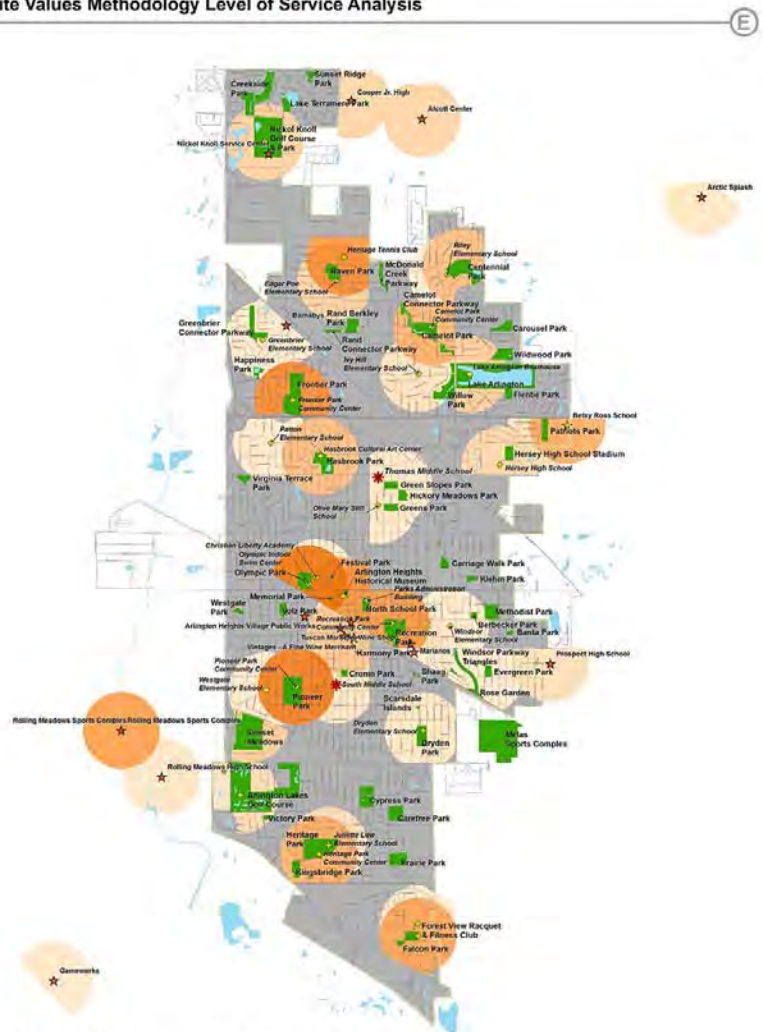 ite Values Methodology Level of Service Analysis
E
Sunset Ridge
Park
Creekside
Park
Cooper Jr. High
Lake Terramere Park
Alcott Center
Nickol Knoll
Golf Course
& Park
Nickol Knoll Service Center
Arctic Splash
Heritage Tennis Club
Riley
Elementary School
Raven Park
McDonald
Creek
Parkway
Centennial
Park
Edgar Poe
Elementary School
Camelot
Connector Parkway
Camelot Park
Community Center
Barnabys
Rand Berkley
Park
Greenbrier
Connector Parkway
Carousel Park
Camelot Park
Greenbrier
Elementary School
Rand
Connector Parkway
Wildwood Park
Ivy Hill
Elementary School
Happiness
Park
Lake Arlington Boathouse
Lake Arlington
Frontier Park
Willow
Park
Flentie Park
Frontier Park
Community Center
Betsy Ross School
Patriots Park
Patton
Elementary School
Hasbrook Cultural Art Center
Hersey High School Stadium
Hasbrook Park
Hersey High School
Thomas Middle School
Virginia Terrace
Park
Green Slopes Park
Hickory Meadows Park
Olive Mary Stitt
School
Greens Park
Christian Liberty Academy
Olympic Indoor
Swim Center
Festival Park
Carriage Walk Park
Olympic Park
Arlington Heights
Historical Museum
Klehm Park
Memorial Park
Parks Administration
Building
Westgate
Park
Volz Park
North School Park
Methodist Park
Arlington Heights Village Public Works
Recreation Park
Community Center
Berbecker Park
Recreation
Park
Windsor
Elementary School
Banta Park
Tuscan Market & Wine Shop
Vintages - A Fine Wine Merchant
Harmony Park
Marianos
Windsor Parkway
Triangles
Prospect High School
Pioneer Park
Community Center
Cronin Park
Shaag
Park
Evergreen Park
Westgate
Elementary School
South Middle School
Pioneer
Park
Scarsdale
Islands
Rose Garden
Rolling Meadows Sports Complex
Rolling Meadows Sports Complex
Dryden
Elementary School
Sunset
Meadows
Dryden
Park
Melas
Sports Complex
Rolling Meadows High School
Arlington Lakes
Golf Course
Cypress Park
Victory Park
Carefree Park
Heritage
Park
Juliette Low
Elementary School
Heritage Park
Community Center
Prairie Park
Kingsbridge Park
Forest View Racquet
& Fitness Club
Falcon Park
Gameworks